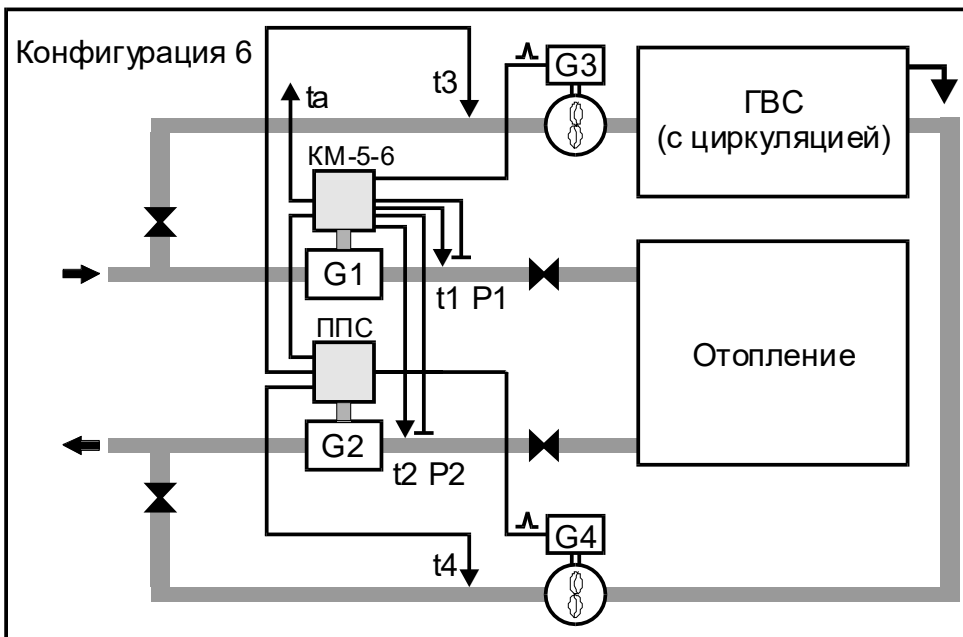 Конфигурация 6
ta
t3
G3
ГВС
(с циркуляцией)
КМ-5-6
G1
t1 P1
ППС
Отопление
G2
t2 P2
G4
t4